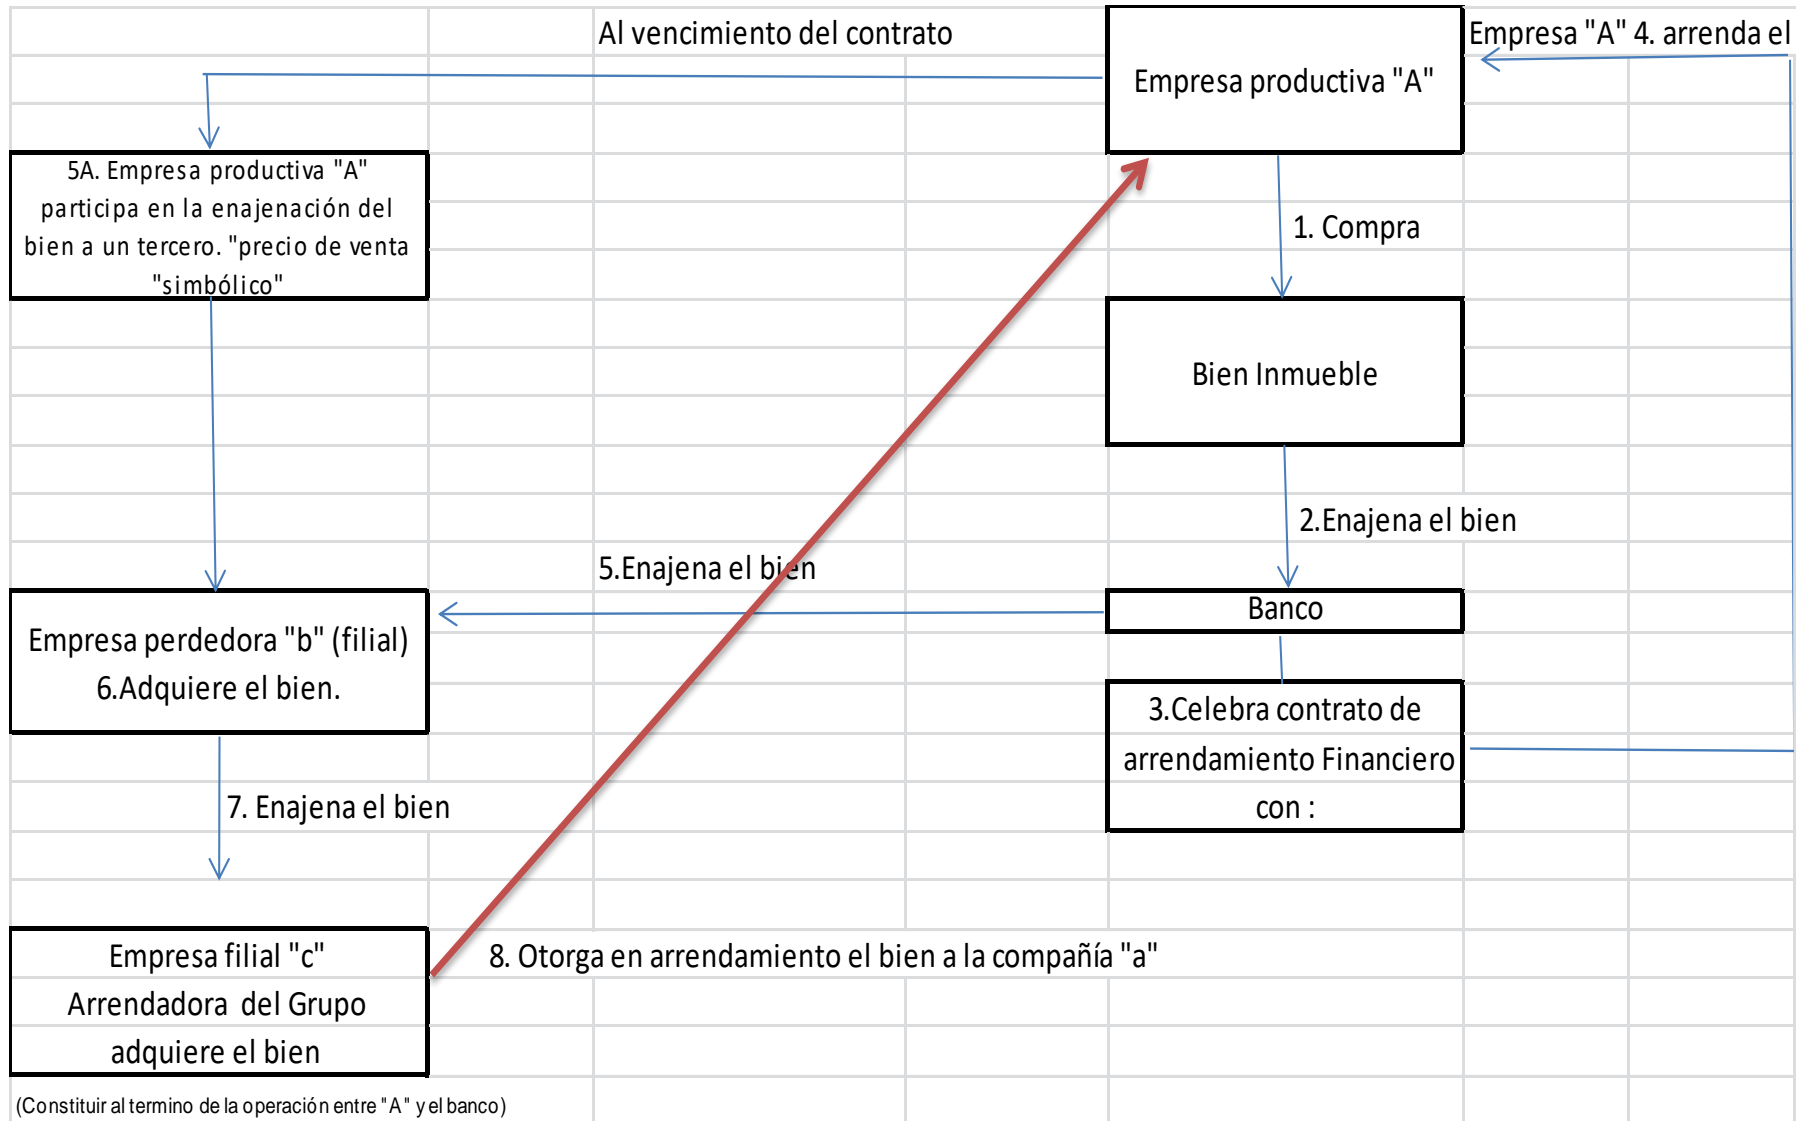 Al vencimiento del contrato
Empresa productiva "A"
Empresa "A" 4. arrenda el
5A. Empresa productiva "A"
participa en la enajenación del
bien a un tercero. "precio de venta
"simbólico"
1. Compra
Bien Inmueble
2.Enajena el bien
5.Enajena el bien
Banco
Empresa perdedora "b" (filial)
6.Adquiere el bien.
3.Celebra contrato de
arrendamiento Financiero
con :
7. Enajena el bien
Empresa filial "c"
Arrendadora del Grupo
adquiere el bien
8. Otorga en arrendamiento el bien a la compañía "a"
(Constituir al termino de la operación entre "A" y el banco)